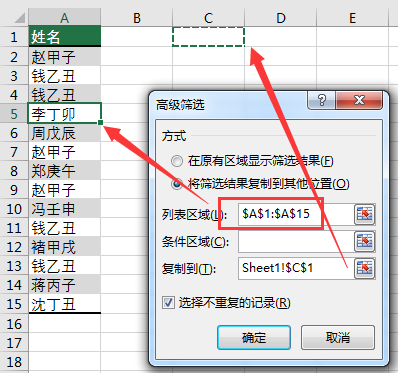 A B C D E
1 姓名
2 赵甲子
3 钱乙丑
4 钱乙丑
5 李丁卯
6 周戊辰
7 赵甲子
8 郑庚午
9 赵甲子
10 冯壬申
11 钱乙丑
12 褚甲戌
13 钱乙丑
14 蒋丙子
15 沈丁丑
16
17
18
高级筛选
?
方式
在原有区域显示筛选结果(F)
将筛选结果复制到其他位置(O)
列表区域(L): $A$1:$A$15
条件区域(C):
复制到(T): Sheet1!$C$1
选择不重复的记录(R)
确定 取消